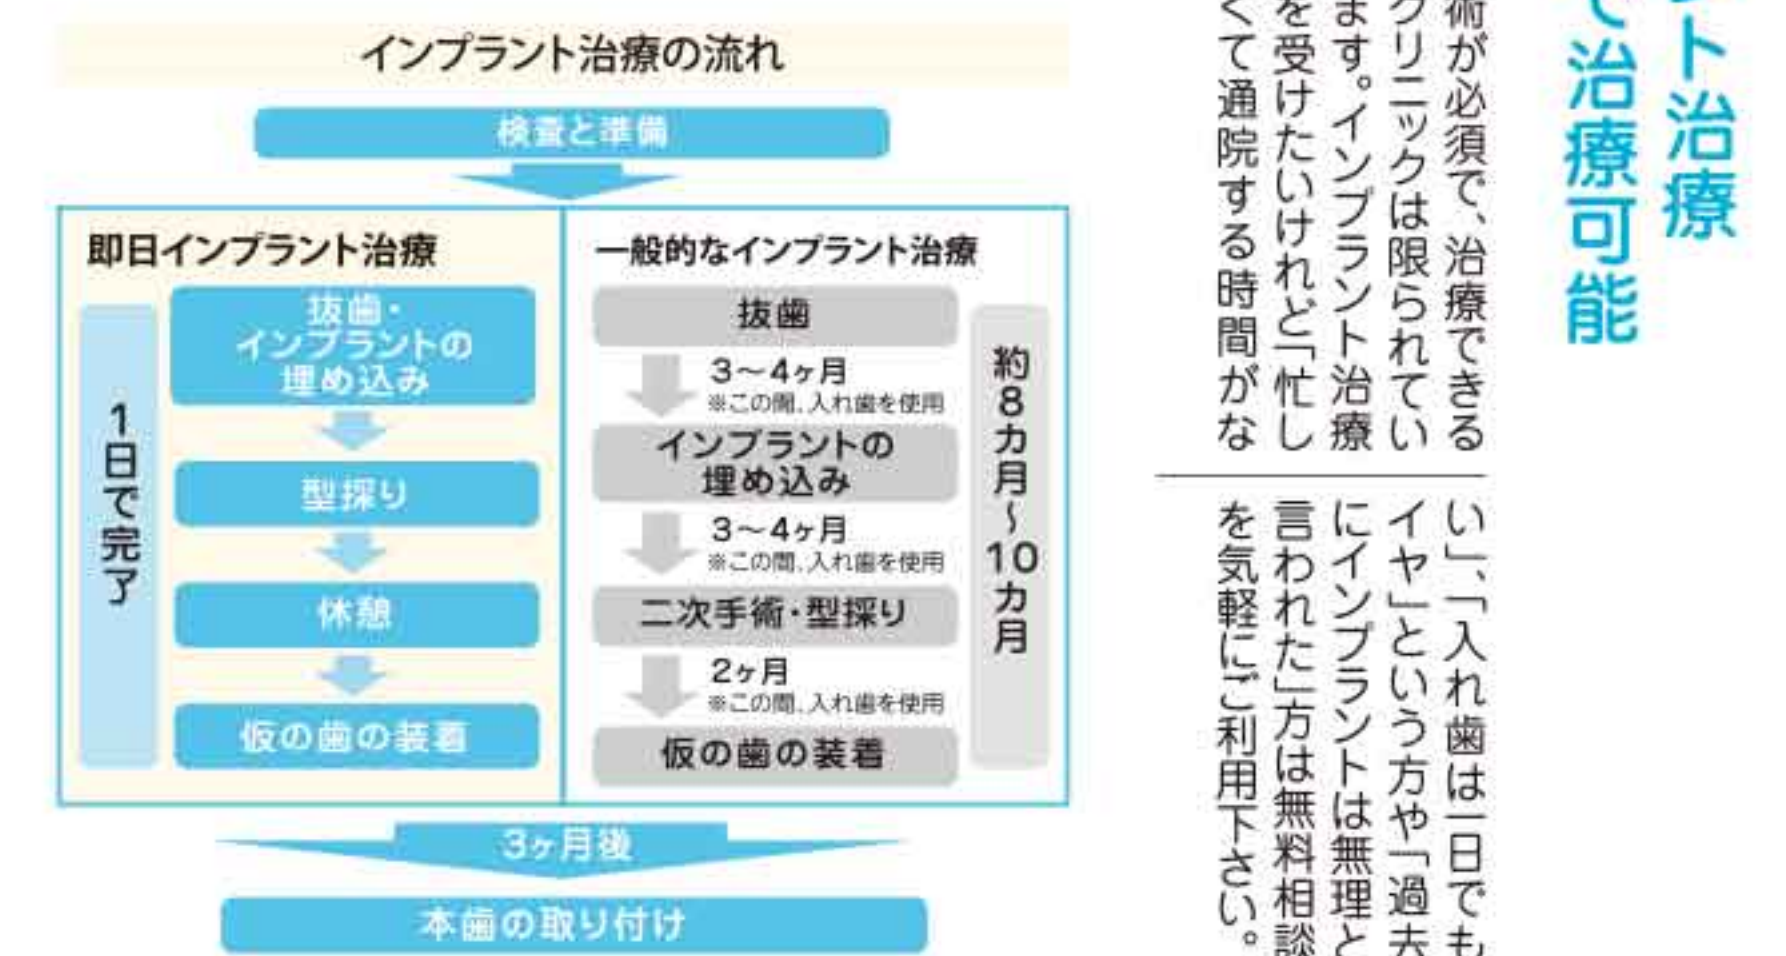 インプラント治療の流れ
検査と準備
即日インプラント治療
1日で完了
抜歯・
インプラントの
埋め込み
型採り
休憩
仮の歯の装着
一般的なインプラント治療
抜歯
3〜4ヶ月
※この間、入れ歯を使用
インプラントの
埋め込み
3〜4ヶ月
※この間、入れ歯を使用
二次手術・型採り
2ヶ月
※この間、入れ歯を使用
仮の歯の装着
約8カ月〜10カ月
3ヶ月後
本歯の取り付け
ント治療
で治療可能
術が必須で、治療できる
クリニックは限られてい
ます。インプラント治療
を受けたいけれど「忙し
くて通院する時間がな
い」、「入れ歯は一日でも
イヤ」という方や「過去
にインプラントは無理と
言われた」方は無料相談
を気軽にご利用下さい。